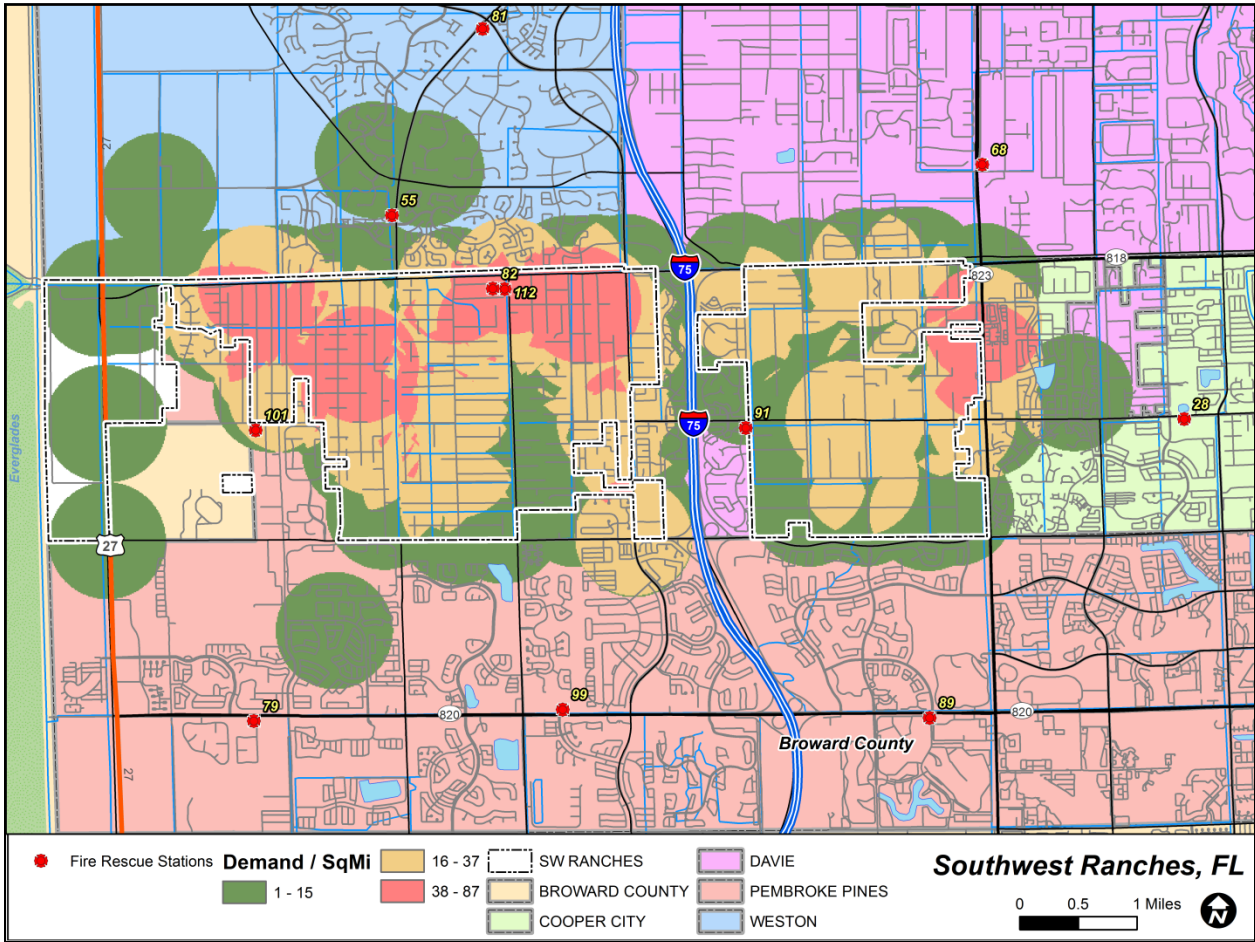 81
27
68
55
818
75
82
823
112
Everglades
101
75
91
28
27
79
820
99
89
820
Broward County
27
Fire Rescue Stations
Demand / SqMi
1 - 15
16 - 37
38 - 87
SW RANCHES
BROWARD COUNTY
COOPER CITY
DAVIE
PEMBROKE PINES
WESTON
Southwest Ranches, FL
0 0.5 1 Miles
N